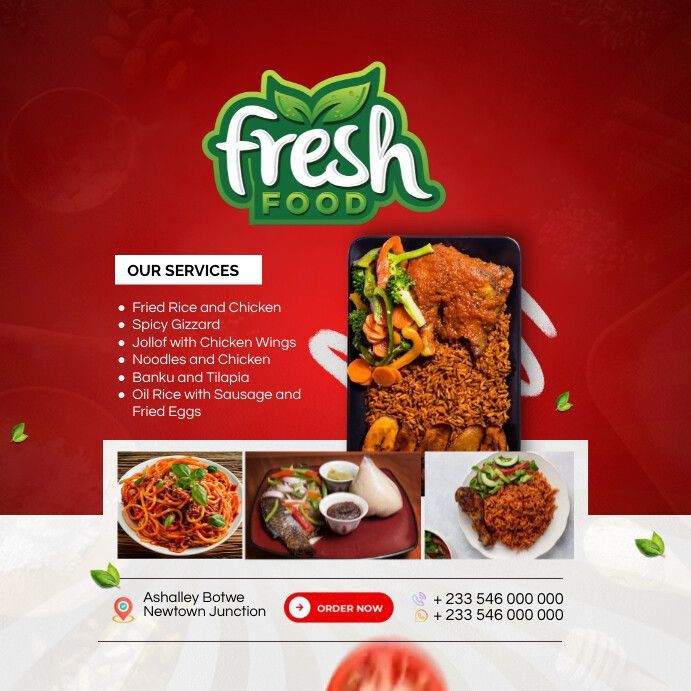 fresh
FOOD
OUR SERVICES
• Fried Rice and Chicken
• Spicy Gizzard
• Jollof with Chicken Wings
• Noodles and Chicken
• Banku and Tilapia
• Oil Rice with Sausage and
Fried Eggs
Ashalley Botwe
Newtown Junction
ORDER NOW
+ 233 546 000 000
+ 233 546 000 000